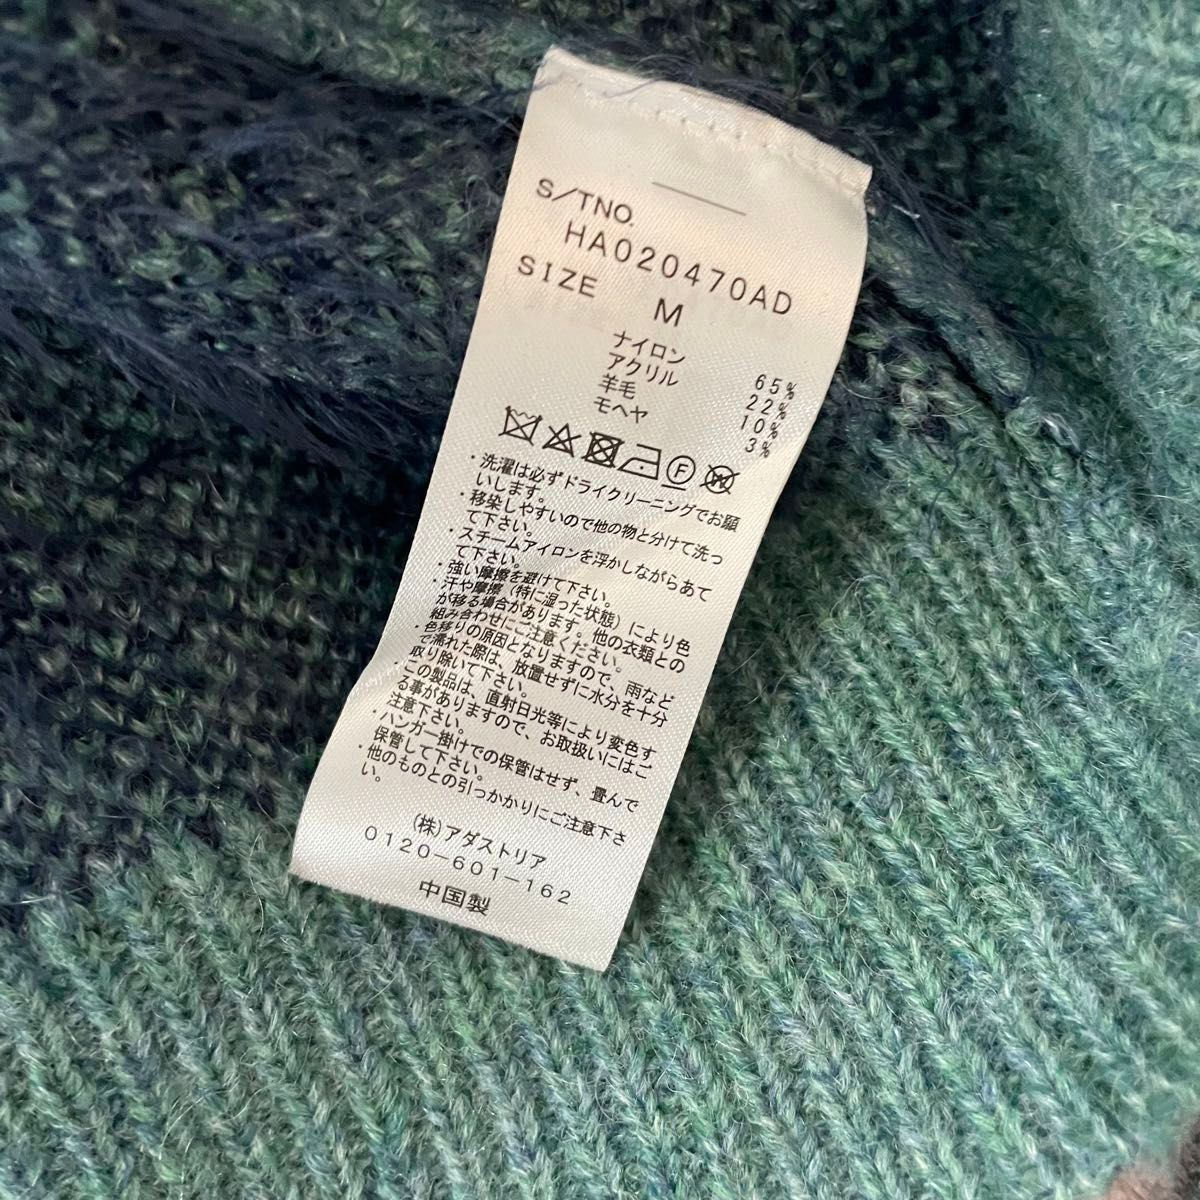 S/TNO.
HA020470AD
SIZE M
ナイロン 65%
アクリル 22%
羊毛 10%
モヘヤ 3%
F W
・洗濯は必ずドライクリーニングでお願
いします。
・移染しやすいので他の物と分けて洗っ
て下さい。
・スチームアイロンを浮かしながらあて
て下さい。
・強い摩擦を避けて下さい。
・汗や摩擦(特に湿った状態)により色
が移る場合があります。他の衣類との
組み合わせにご注意ください。
・色移りの原因となりますので、雨など
で濡れた際は、放置せずに水分を十分
取り除いて下さい。
・この製品は、直射日光等により変色す
る事がありますので、お取扱いにはご
注意下さい。
・ハンガー掛けでの保管はせず、畳んで
保管して下さい。
・他のものとの引っかかりにご注意下さ
い。
(株)アダストリア
0120-601-162
中国製